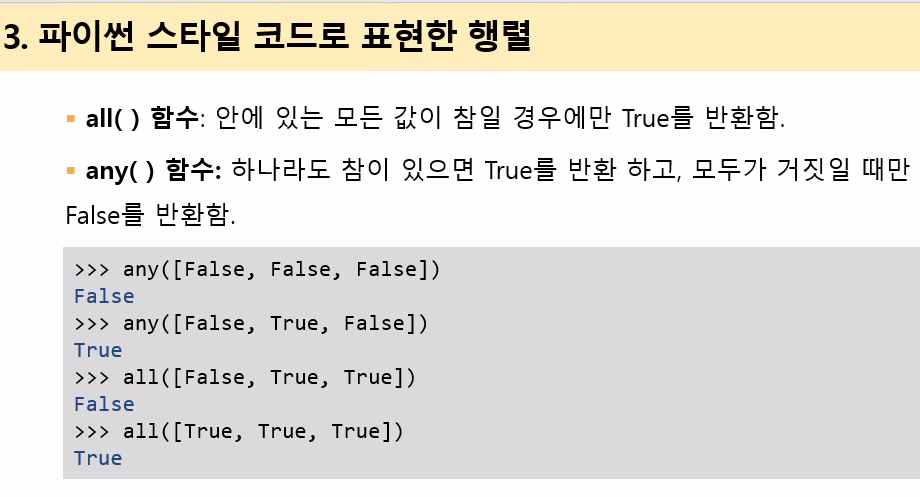 3. 파이썬 스타일 코드로 표현한 행렬
▪ all( ) 함수: 안에 있는 모든 값이 참일 경우에만 True를 반환함.
▪ any( ) 함수: 하나라도 참이 있으면 True를 반환 하고, 모두가 거짓일 때만
False를 반환함.
>>> any([False, False, False])
False
>>> any([False, True, False])
True
>>> all([False, True, True])
False
>>> all([True, True, True])
True